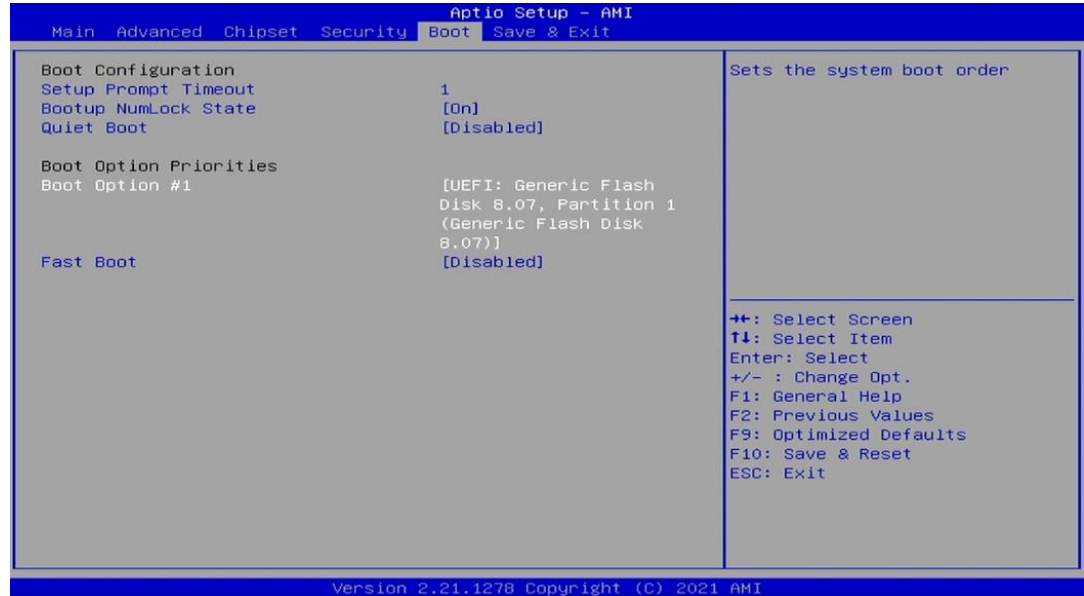 Aptio Setup - AMI
Main Advanced Chipset Security Boot Save & Exit
Boot Configuration
Setup Prompt Timeout 1
Bootup NumLock State [On]
Quiet Boot [Disabled]
Boot Option Priorities
Boot Option #1 [UEFI: Generic Flash
Disk 8.07, Partition 1
(Generic Flash Disk
8.07)]
Fast Boot [Disabled]
Sets the system boot order
→←: Select Screen
↑↓: Select Item
Enter: Select
+/- : Change Opt.
F1: General Help
F2: Previous Values
F9: Optimized Defaults
F10: Save & Reset
ESC: Exit
Version 2.21.1278 Copyright (C) 2021 AMI